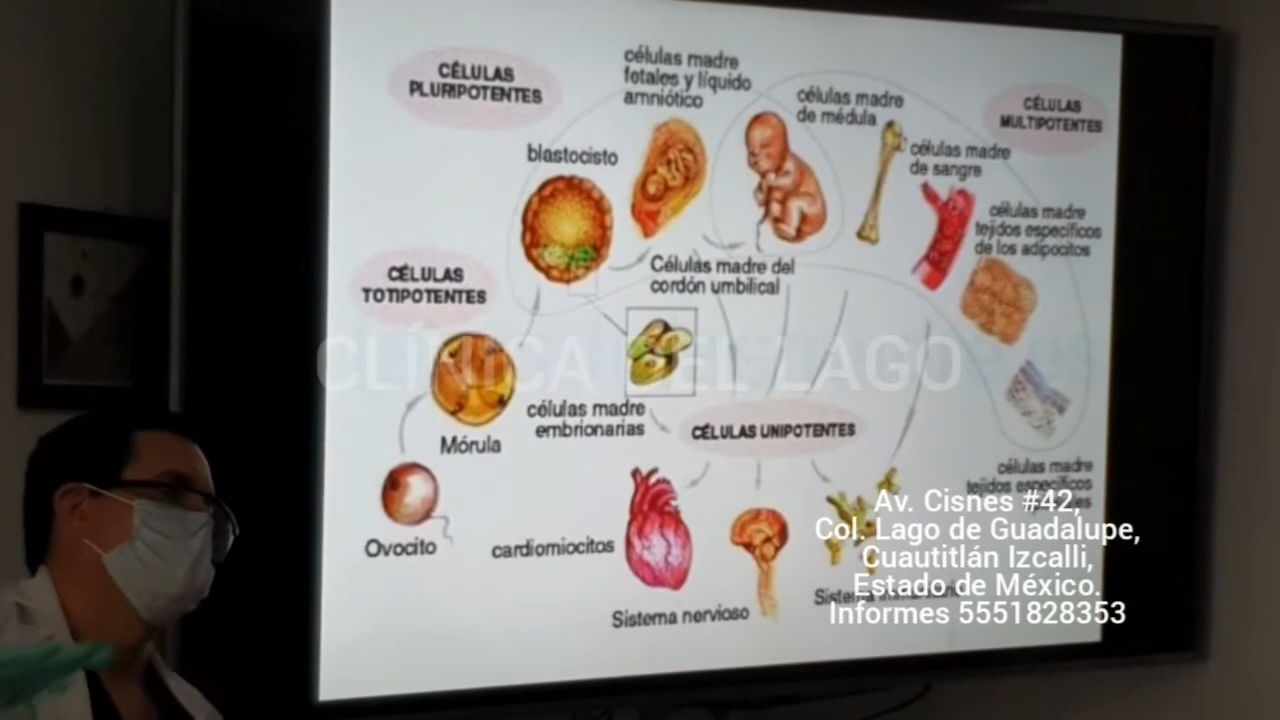 CÉLULAS
PLURIPOTENTES
células madre
fetales y líquido
amniótico
células madre
de médula
CÉLULAS
MULTIPOTENTES
blastocisto
células madre
de sangre
células madre
tejidos específicos
de los adipocitos
CÉLULAS
TOTIPOTENTES
Células madre del
cordón umbilical
CLÍNICA DEL LAGO
células madre
embrionarias
Mórula
CÉLULAS UNIPOTENTES
Ovocito
cardiomiocitos
Sistema nervioso
células madre
tejidos específicos
Sistema
Av. Cisnes #42,
Col. Lago de Guadalupe,
Cuautitlán Izcalli,
Estado de México.
Informes 5551828353